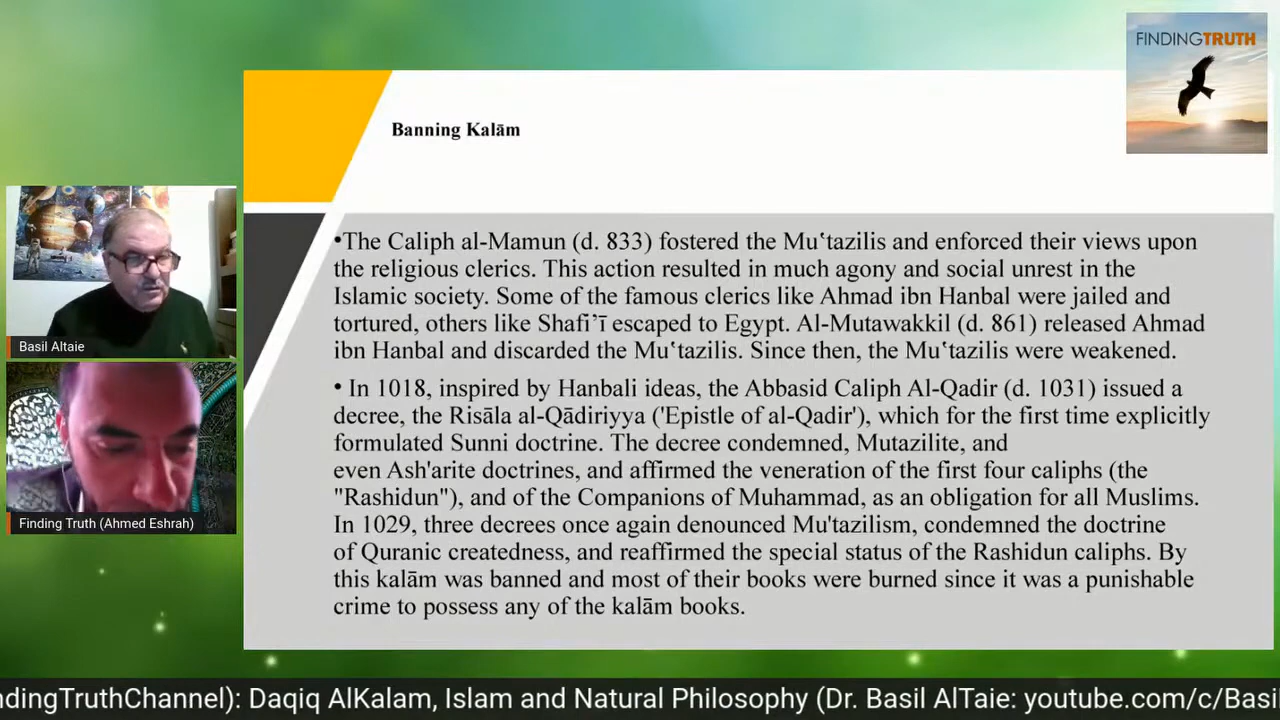 FINDINGTRUTH
Banning Kalām
•The Caliph al-Mamun (d. 833) fostered the Muʽtazilis and enforced their views upon
the religious clerics. This action resulted in much agony and social unrest in the
Islamic society. Some of the famous clerics like Ahmad ibn Hanbal were jailed and
tortured, others like Shafi’ī escaped to Egypt. Al-Mutawakkil (d. 861) released Ahmad
ibn Hanbal and discarded the Muʽtazilis. Since then, the Muʽtazilis were weakened.
• In 1018, inspired by Hanbali ideas, the Abbasid Caliph Al-Qadir (d. 1031) issued a
decree, the Risāla al-Qādiriyya ('Epistle of al-Qadir'), which for the first time explicitly
formulated Sunni doctrine. The decree condemned, Mutazilite, and
even Ash'arite doctrines, and affirmed the veneration of the first four caliphs (the
"Rashidun"), and of the Companions of Muhammad, as an obligation for all Muslims.
In 1029, three decrees once again denounced Mu'tazilism, condemned the doctrine
of Quranic createdness, and reaffirmed the special status of the Rashidun caliphs. By
this kalām was banned and most of their books were burned since it was a punishable
crime to possess any of the kalām books.
Basil Altaie
Finding Truth (Ahmed Eshrah)
ndingTruthChannel): Daqiq AlKalam, Islam and Natural Philosophy (Dr. Basil AlTaie: youtube.com/c/Basi